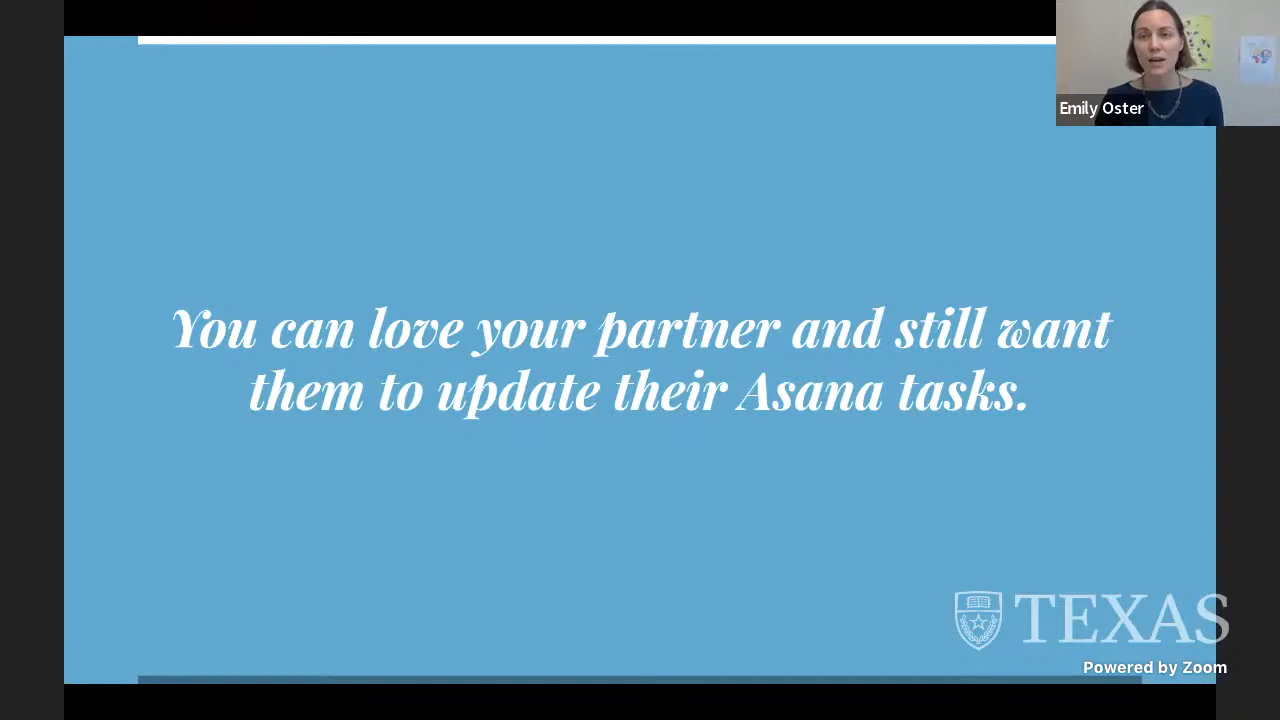 Emily Oster
You can love your partner and still want
them to update their Asana tasks.
TEXAS
Powered by Zoom